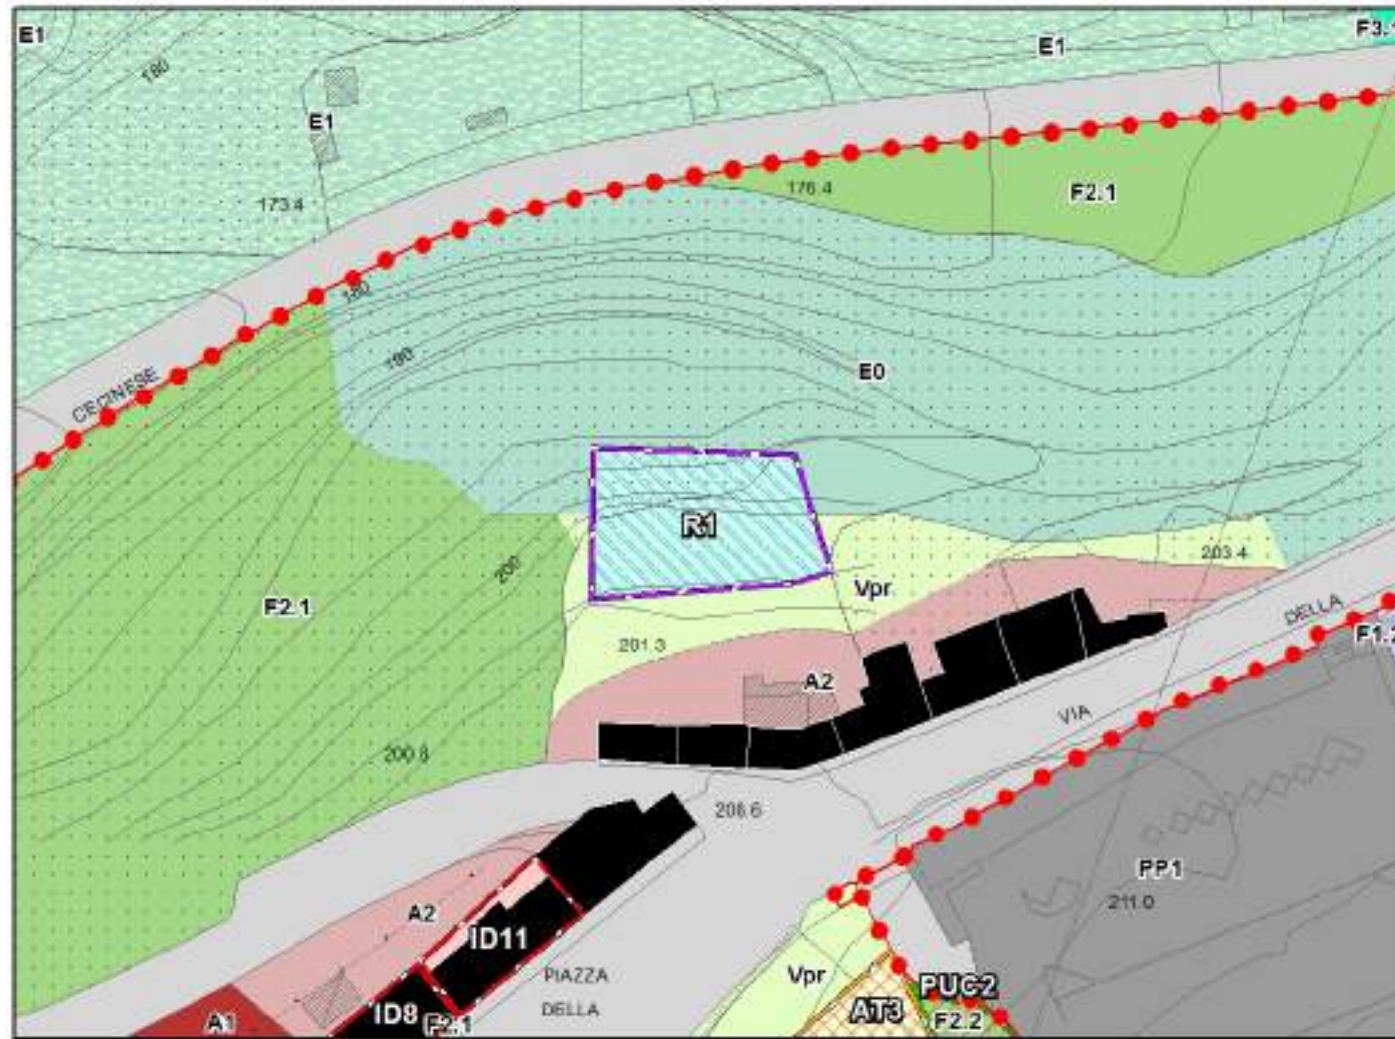 E1
F3.1
E1
180
E1
173.4
176.4
F2.1
180
CECINESE
190
E0
R1
203.4
200
Vpr
F2.1
DELLA
201.3
F1.2
A2
VIA
200.8
208.6
PP1
211.0
A2
ID11
PIAZZA
Vpr
PUC2
DELLA
ID8
AT3
A1
F2.1
F2.2